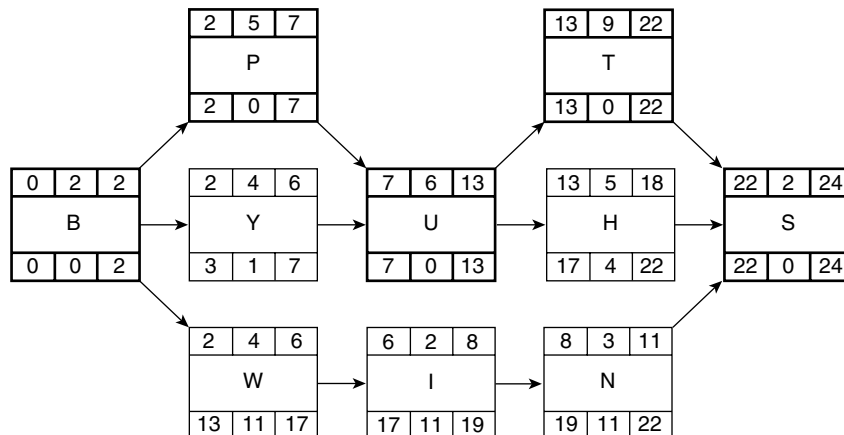 2 5 7
P
2 0 7
13 9 22
T
13 0 22
0 2 2
B
0 0 2
2 4 6
Y
3 1 7
7 6 13
U
7 0 13
13 5 18
H
17 4 22
22 2 24
S
22 0 24
2 4 6
W
13 11 17
6 2 8
I
17 11 19
8 3 11
N
19 11 22